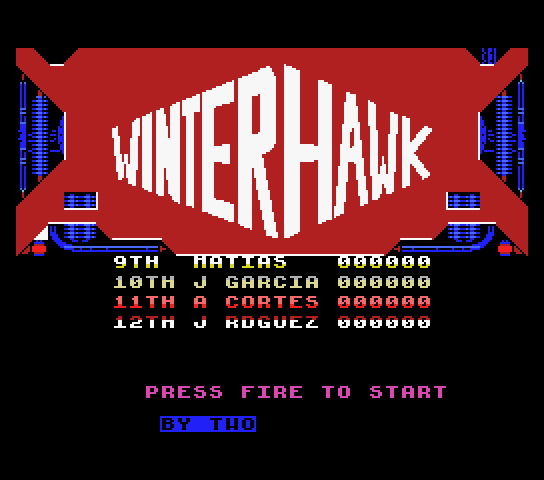 WINTERHAWK
9TH MATIAS 000000
10TH J GARCIA 000000
11TH A CORTES 000000
12TH J RDGUEZ 000000
PRESS FIRE TO START
BY TWO